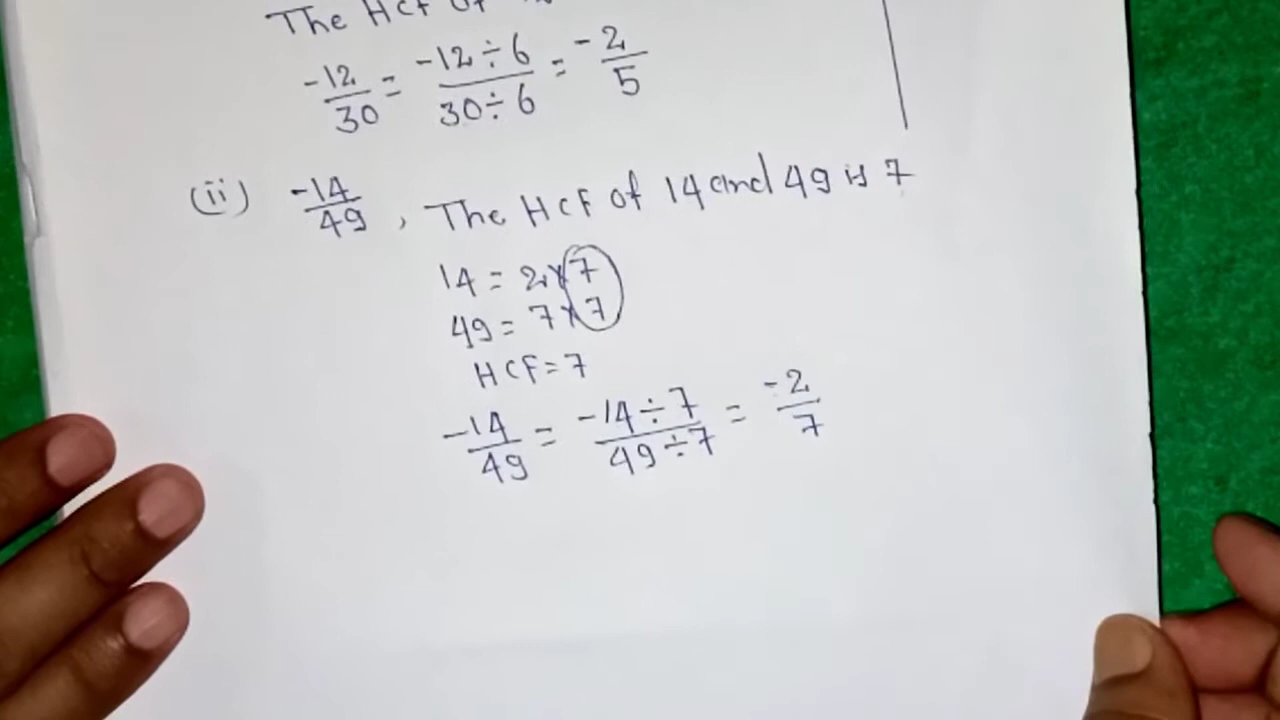 The HCF of
-12/30 = -12÷6/30÷6 = -2/5
(ii) -14/49, The HCF of 14 and 49 is 7
14 = 2×7
49 = 7×7
HCF = 7
-14/49 = -14÷7/49÷7 = -2/7